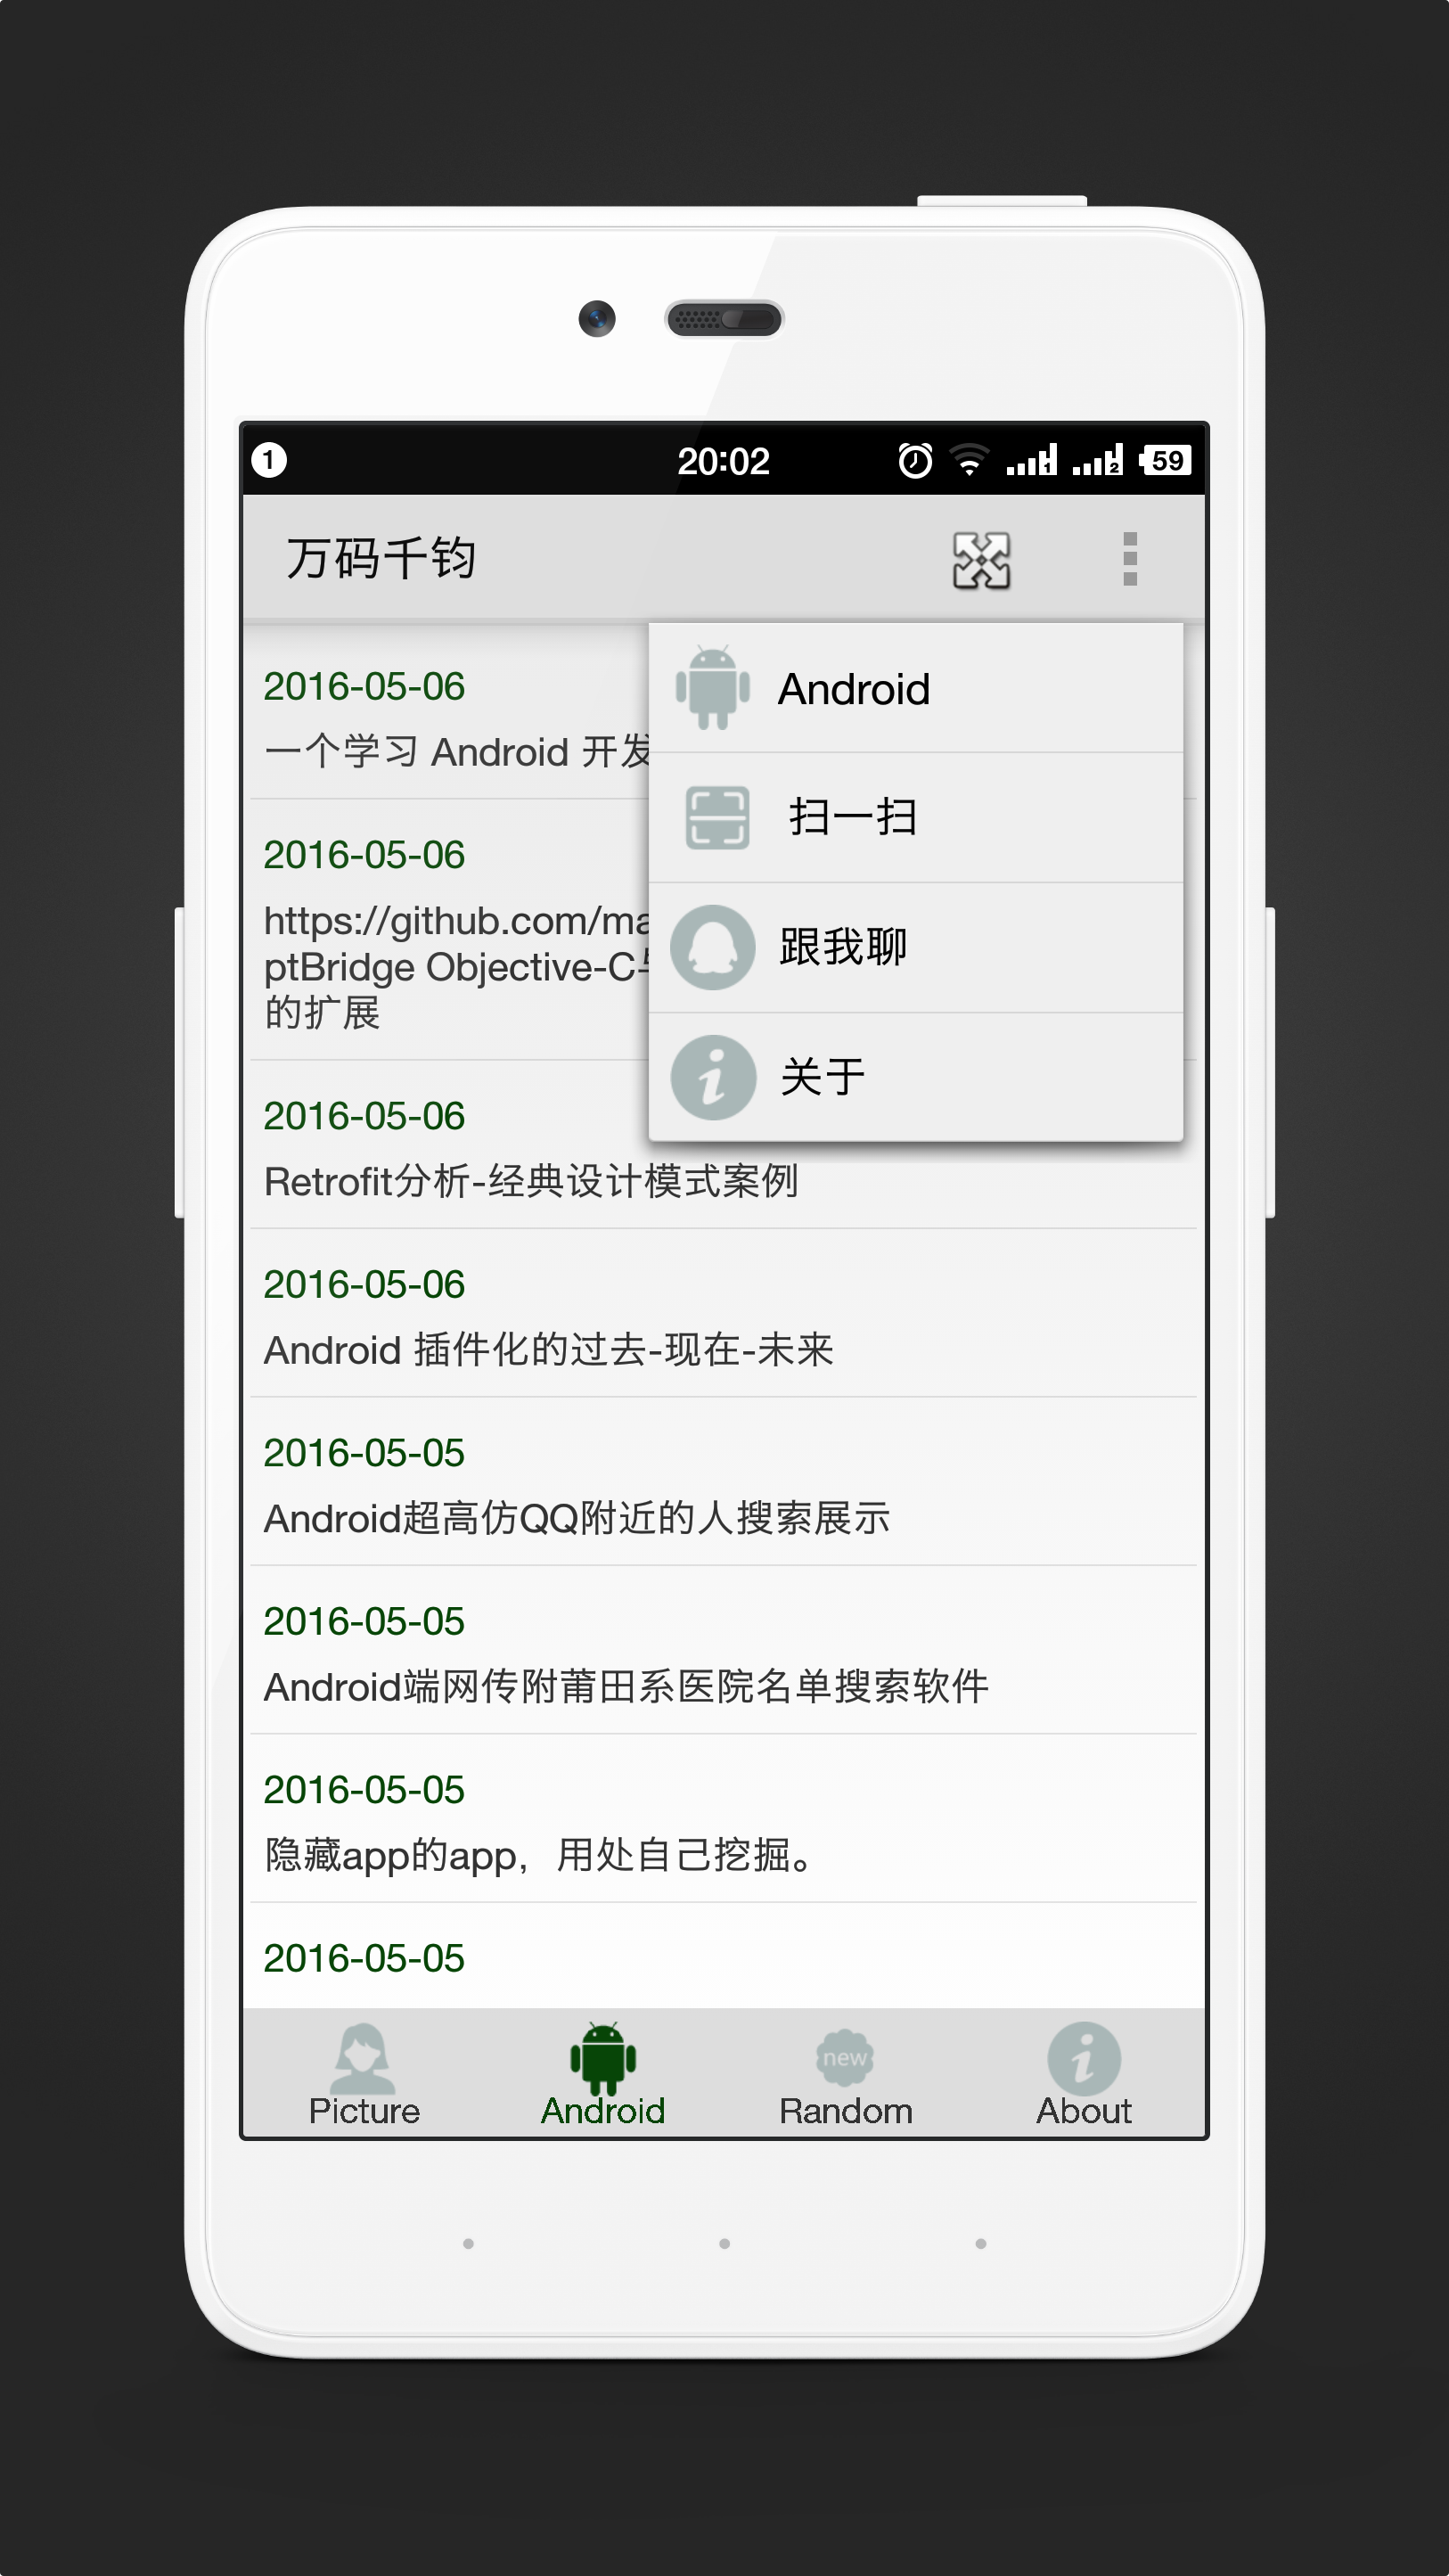 1
20:02
1
2
59
万码千钧
Android
扫一扫
跟我聊
关于
2016-05-06
一个学习 Android 开发
2016-05-06
https://github.com/ma
ptBridge Objective-C
的扩展
2016-05-06
Retrofit分析-经典设计模式案例
2016-05-06
Android 插件化的过去-现在-未来
2016-05-05
Android超高仿QQ附近的人搜索展示
2016-05-05
Android端网传附莆田系医院名单搜索软件
2016-05-05
隐藏app的app，用处自己挖掘。
2016-05-05
new
Picture
Android
Random
About